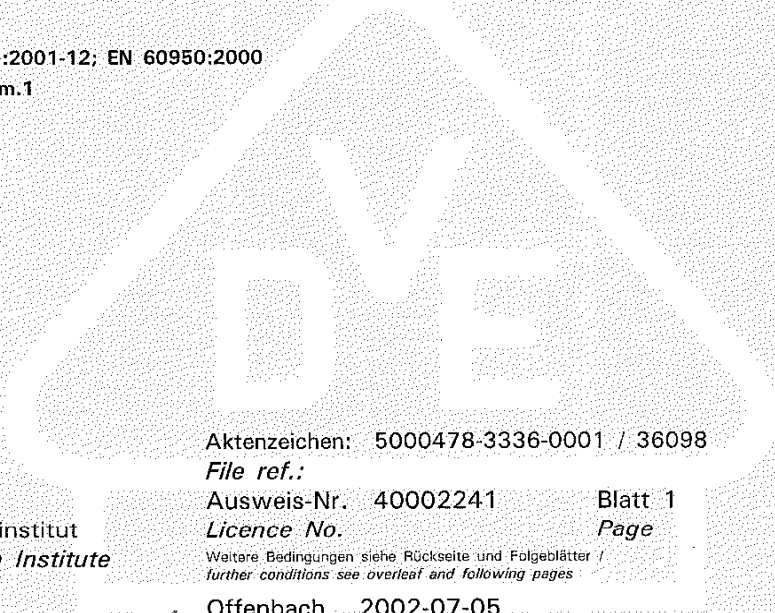 :2001-12; EN 60950:2000
m.1
VDE
Aktenzeichen: 5000478-3336-0001 / 36098
File ref.:
Ausweis-Nr. 40002241 Blatt 1
institut Licence No. Page
Institute
Weitere Bedingungen siehe Rückseite und Folgeblätter /
further conditions see overleaf and following pages
Offenbach 2002-07-05